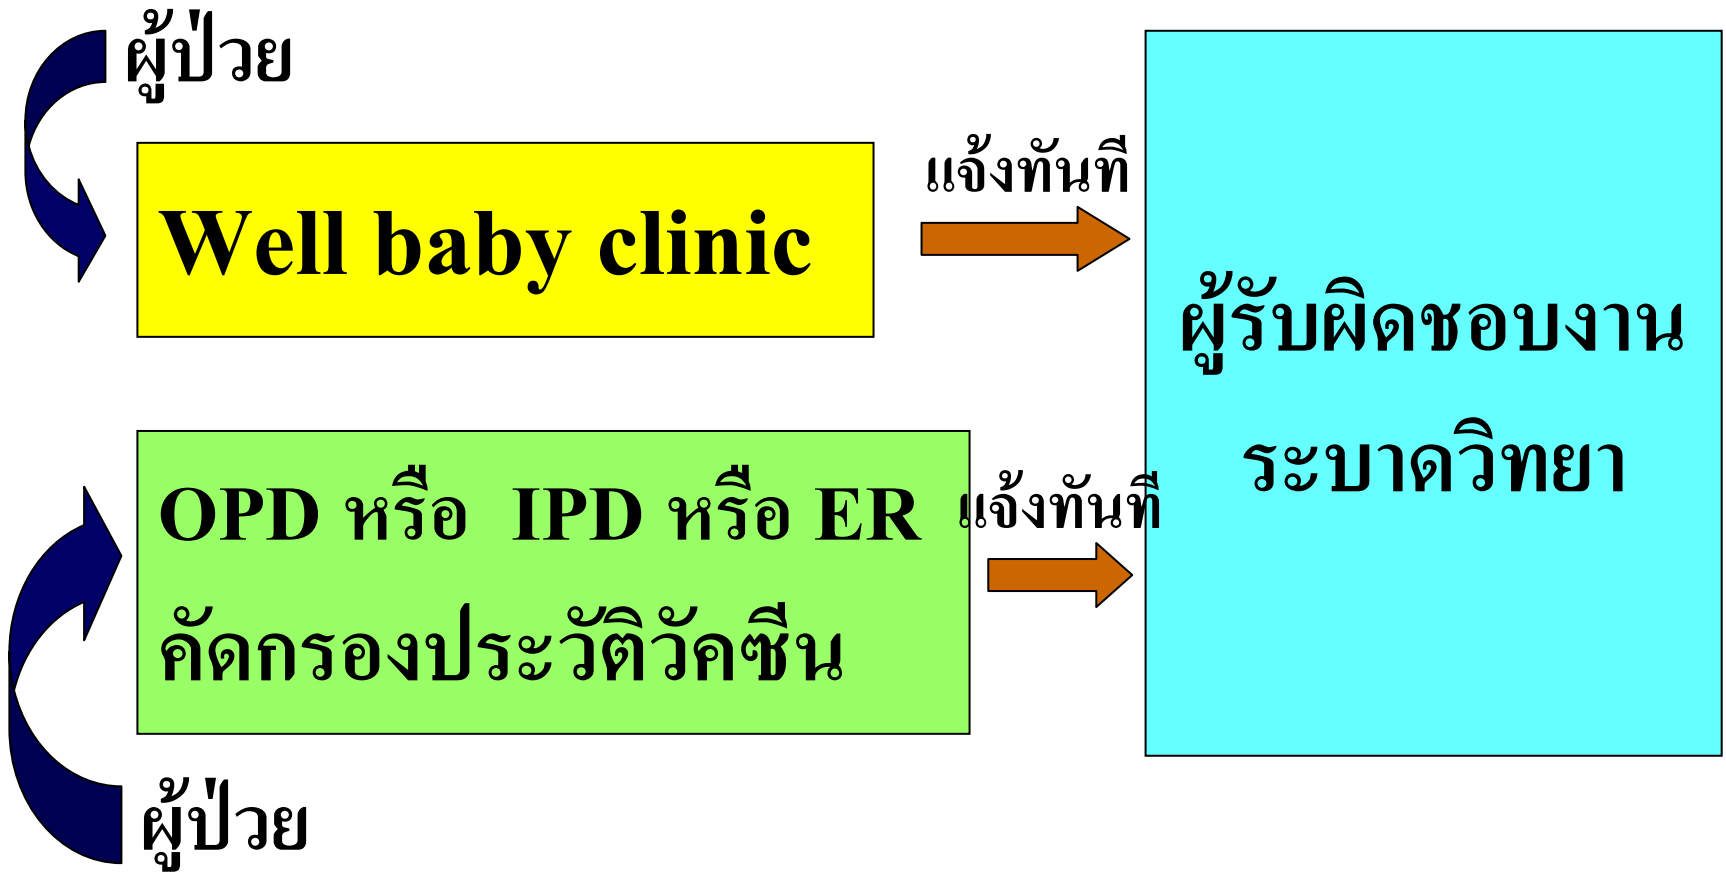 ผู้ป่วย
Well baby clinic
แจ้งทันที
OPD หรือ IPD หรือ ER
คัดกรองประวัติวัคซีน
แจ้งทันที
ผู้ป่วย
ผู้รับผิดชอบงาน
ระบาดวิทยา